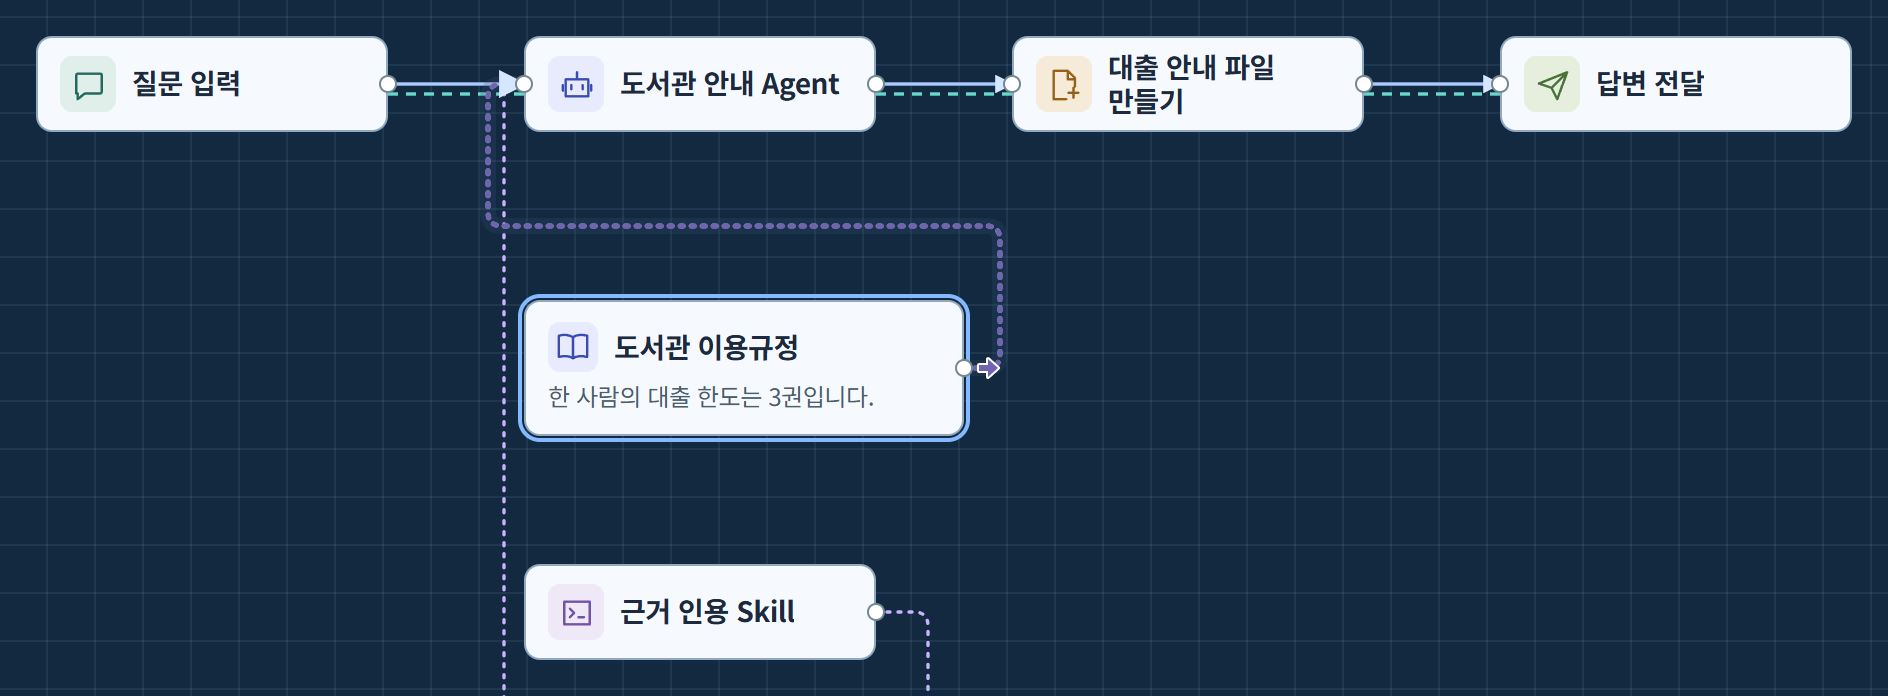 질문 입력
도서관 안내 Agent
대출 안내 파일
만들기
답변 전달
도서관 이용규정
한 사람의 대출 한도는 3권입니다.
근거 인용 Skill